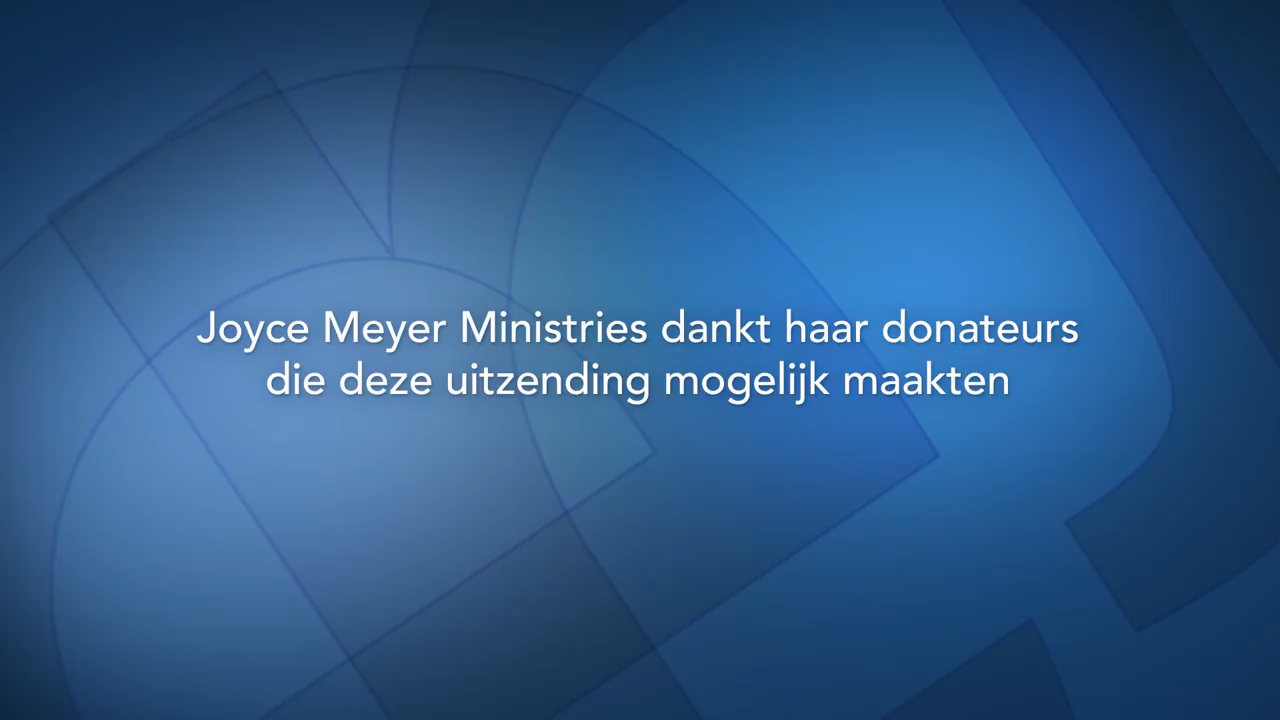 Joyce Meyer Ministries dankt haar donateurs
die deze uitzending mogelijk maakten